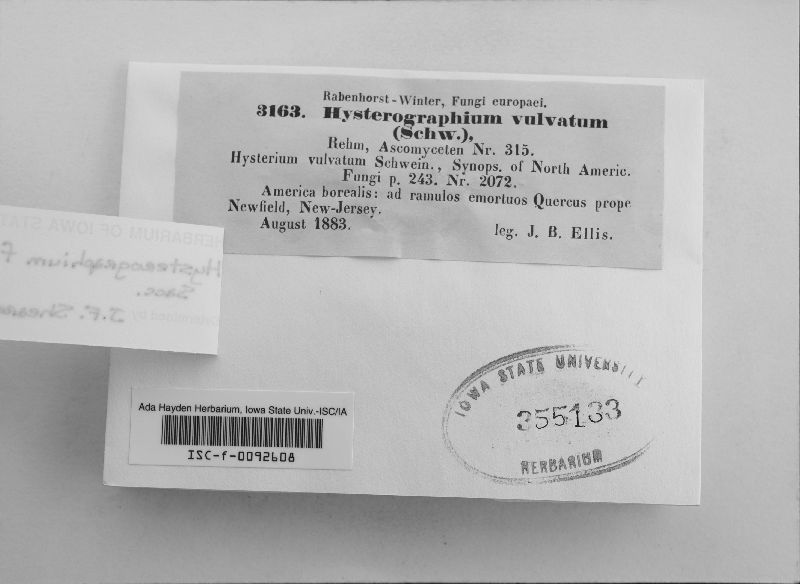 Rabenhorst-Winter, Fungi europaei.
3163. Hysterographium vulvatum
(Schw.),
Rehm, Ascomyceten Nr. 315.
Hysterium vulvatum Schwein., Synops. of North Americ.
Fungi p. 243. Nr. 2072.
America borealis: ad ramulos emortuos Quercus prope
Newfield, New-Jersey.
August 1883. leg. J. B. Ellis.
HERBARIUM OF IOWA STAT
Hysterographium f
Sacc.
Determined by J.F. Shear
Ada Hayden Herbarium, Iowa State Univ.-ISC/IA
ISC-f-0092608
IOWA STATE UNIVERSITY
355133
HERBARIUM